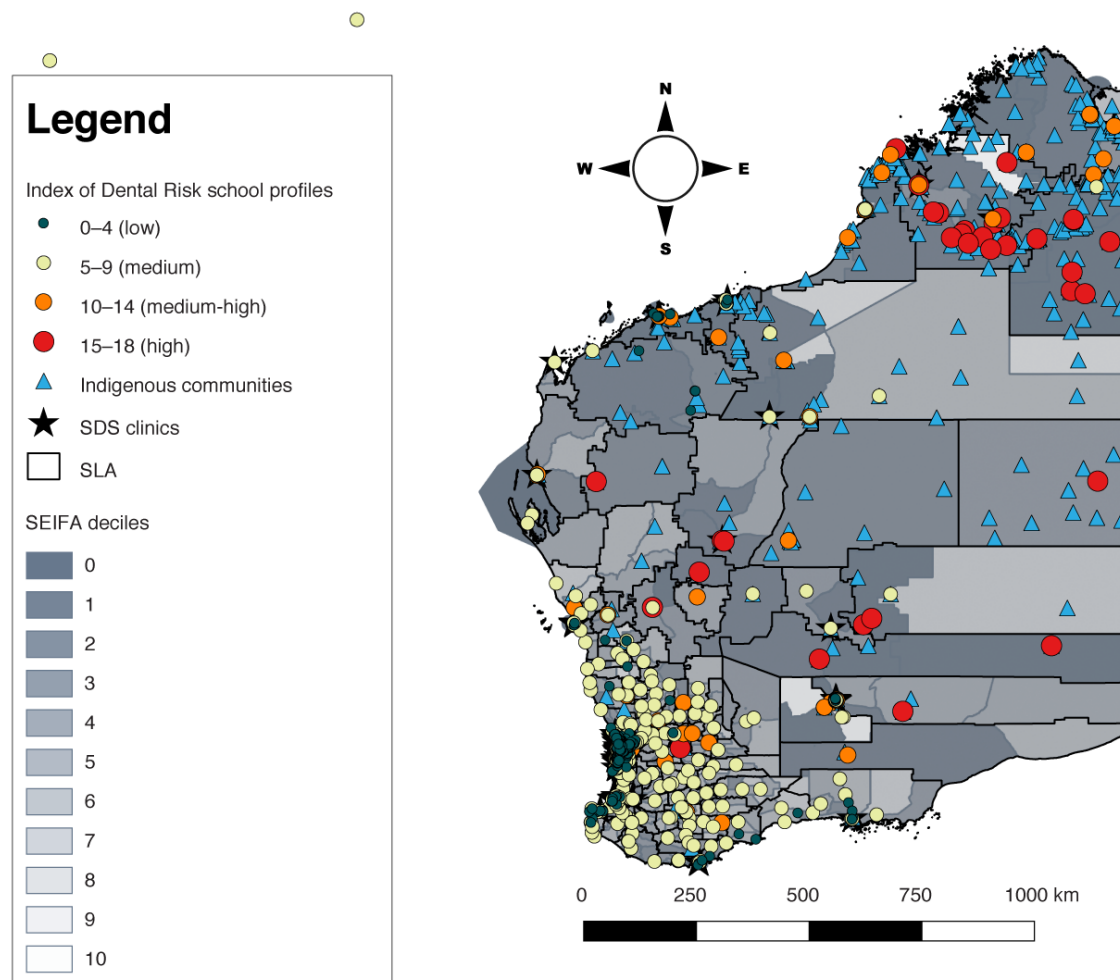 Legend
Index of Dental Risk school profiles
0–4 (low)
5–9 (medium)
10–14 (medium-high)
15–18 (high)
Indigenous communities
SDS clinics
SLA
SEIFA deciles
0
1
2
3
4
5
6
7
8
9
10
N
W E
S
0 250 500 750 1000 km